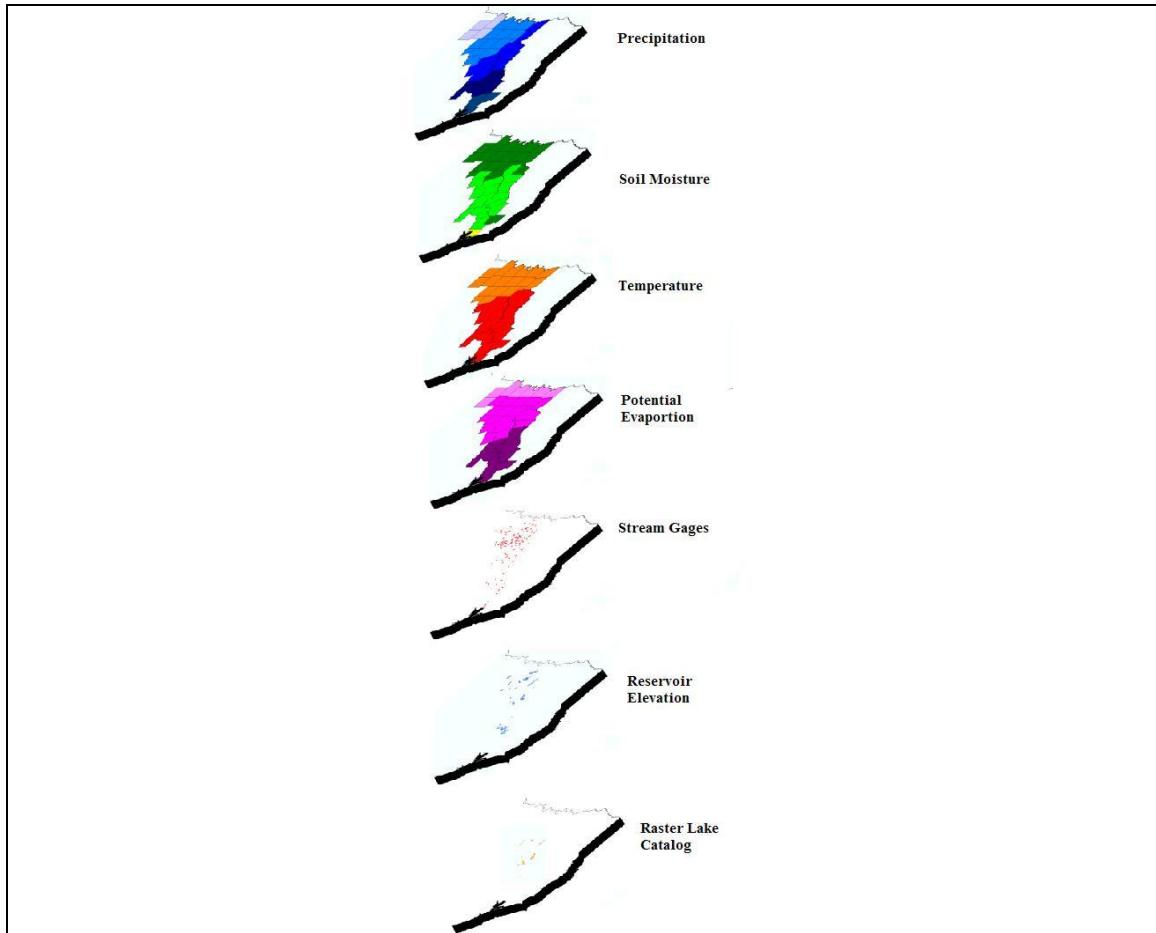 Precipitation
Soil Moisture
Temperature
Potential
Evaportion
Stream Gages
Reservoir
Elevation
Raster Lake
Catalog